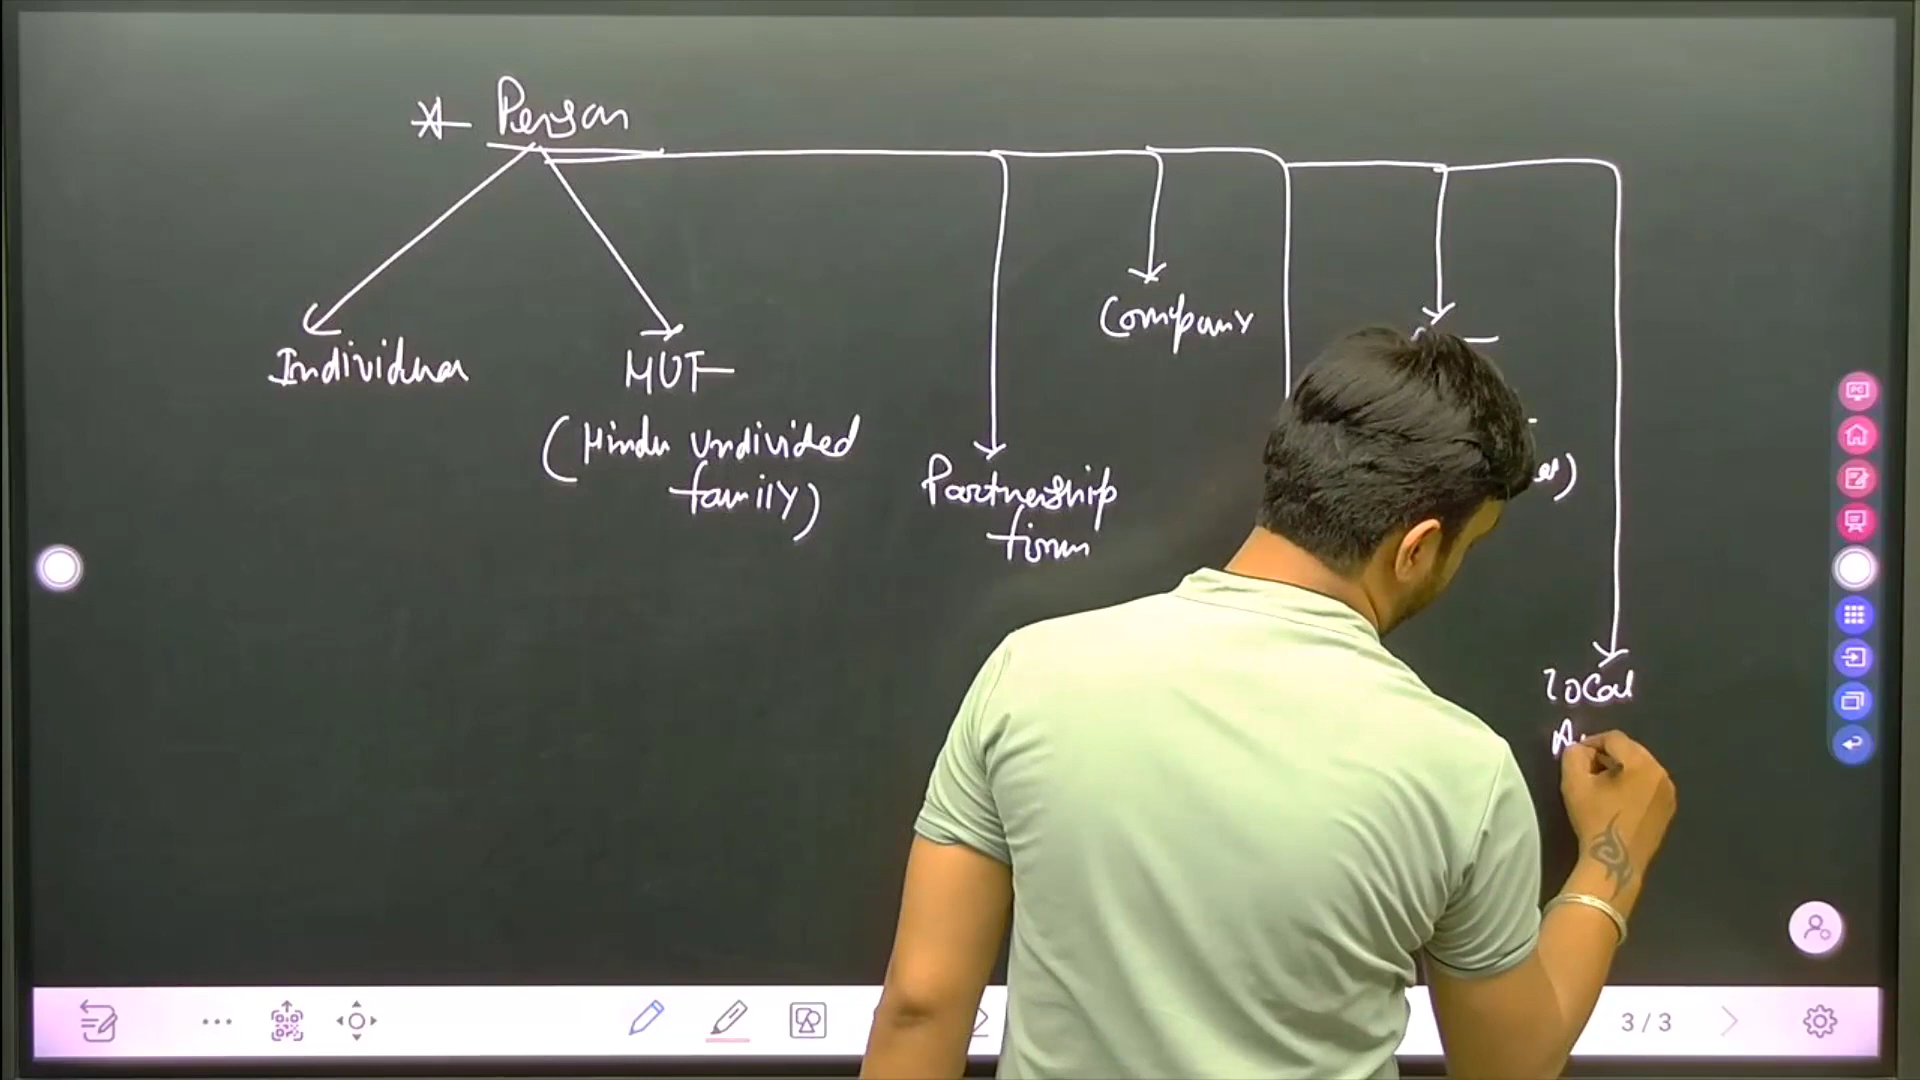 Person
Individual
HUF
(Hindu undivided
family)
Partnership
firm
Company
Local
3/3